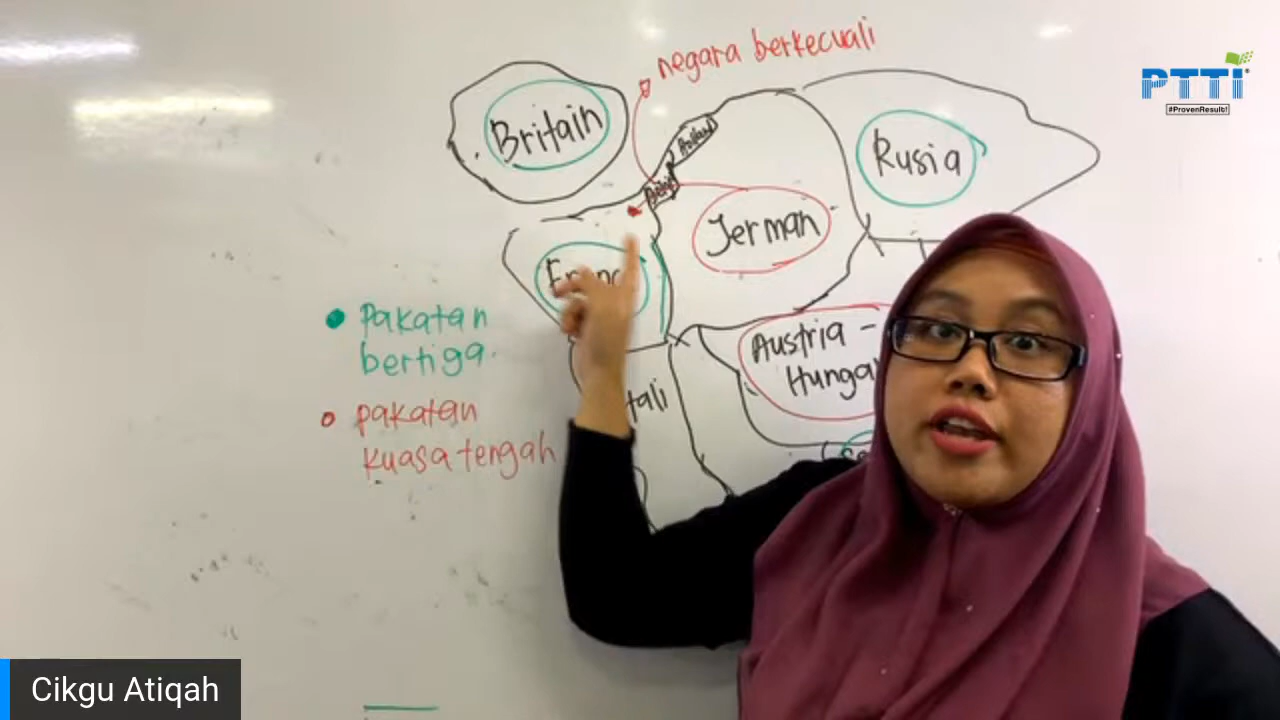 negara berkecuali
PTTI
#ProvenResult!
Britain
Rusia
Jerman
Pakatan
bertiga.
Austria -
pakatan
kuasa tengah
Cikgu Atiqah